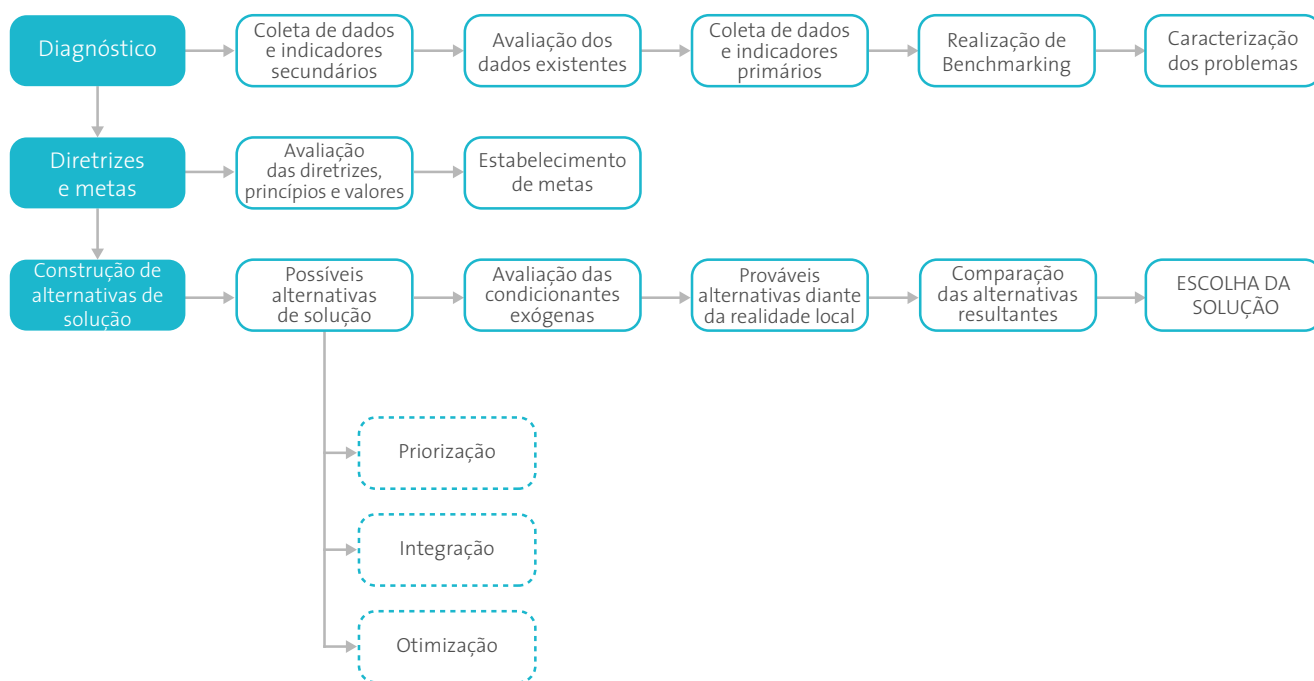 Diagnóstico
Coleta de dados
e indicadores
secundários
Avaliação dos
dados existentes
Coleta de dados
e indicadores
primários
Realização de
Benchmarking
Caracterização
dos problemas
Diretrizes
e metas
Avaliação
das diretrizes,
princípios e valores
Estabelecimento
de metas
Construção de
alternativas de
solução
Possíveis
alternativas
de solução
Avaliação das
condicionantes
exógenas
Prováveis
alternativas diante
da realidade local
Comparação
das alternativas
resultantes
ESCOLHA DA
SOLUÇÃO
Priorização
Integração
Otimização